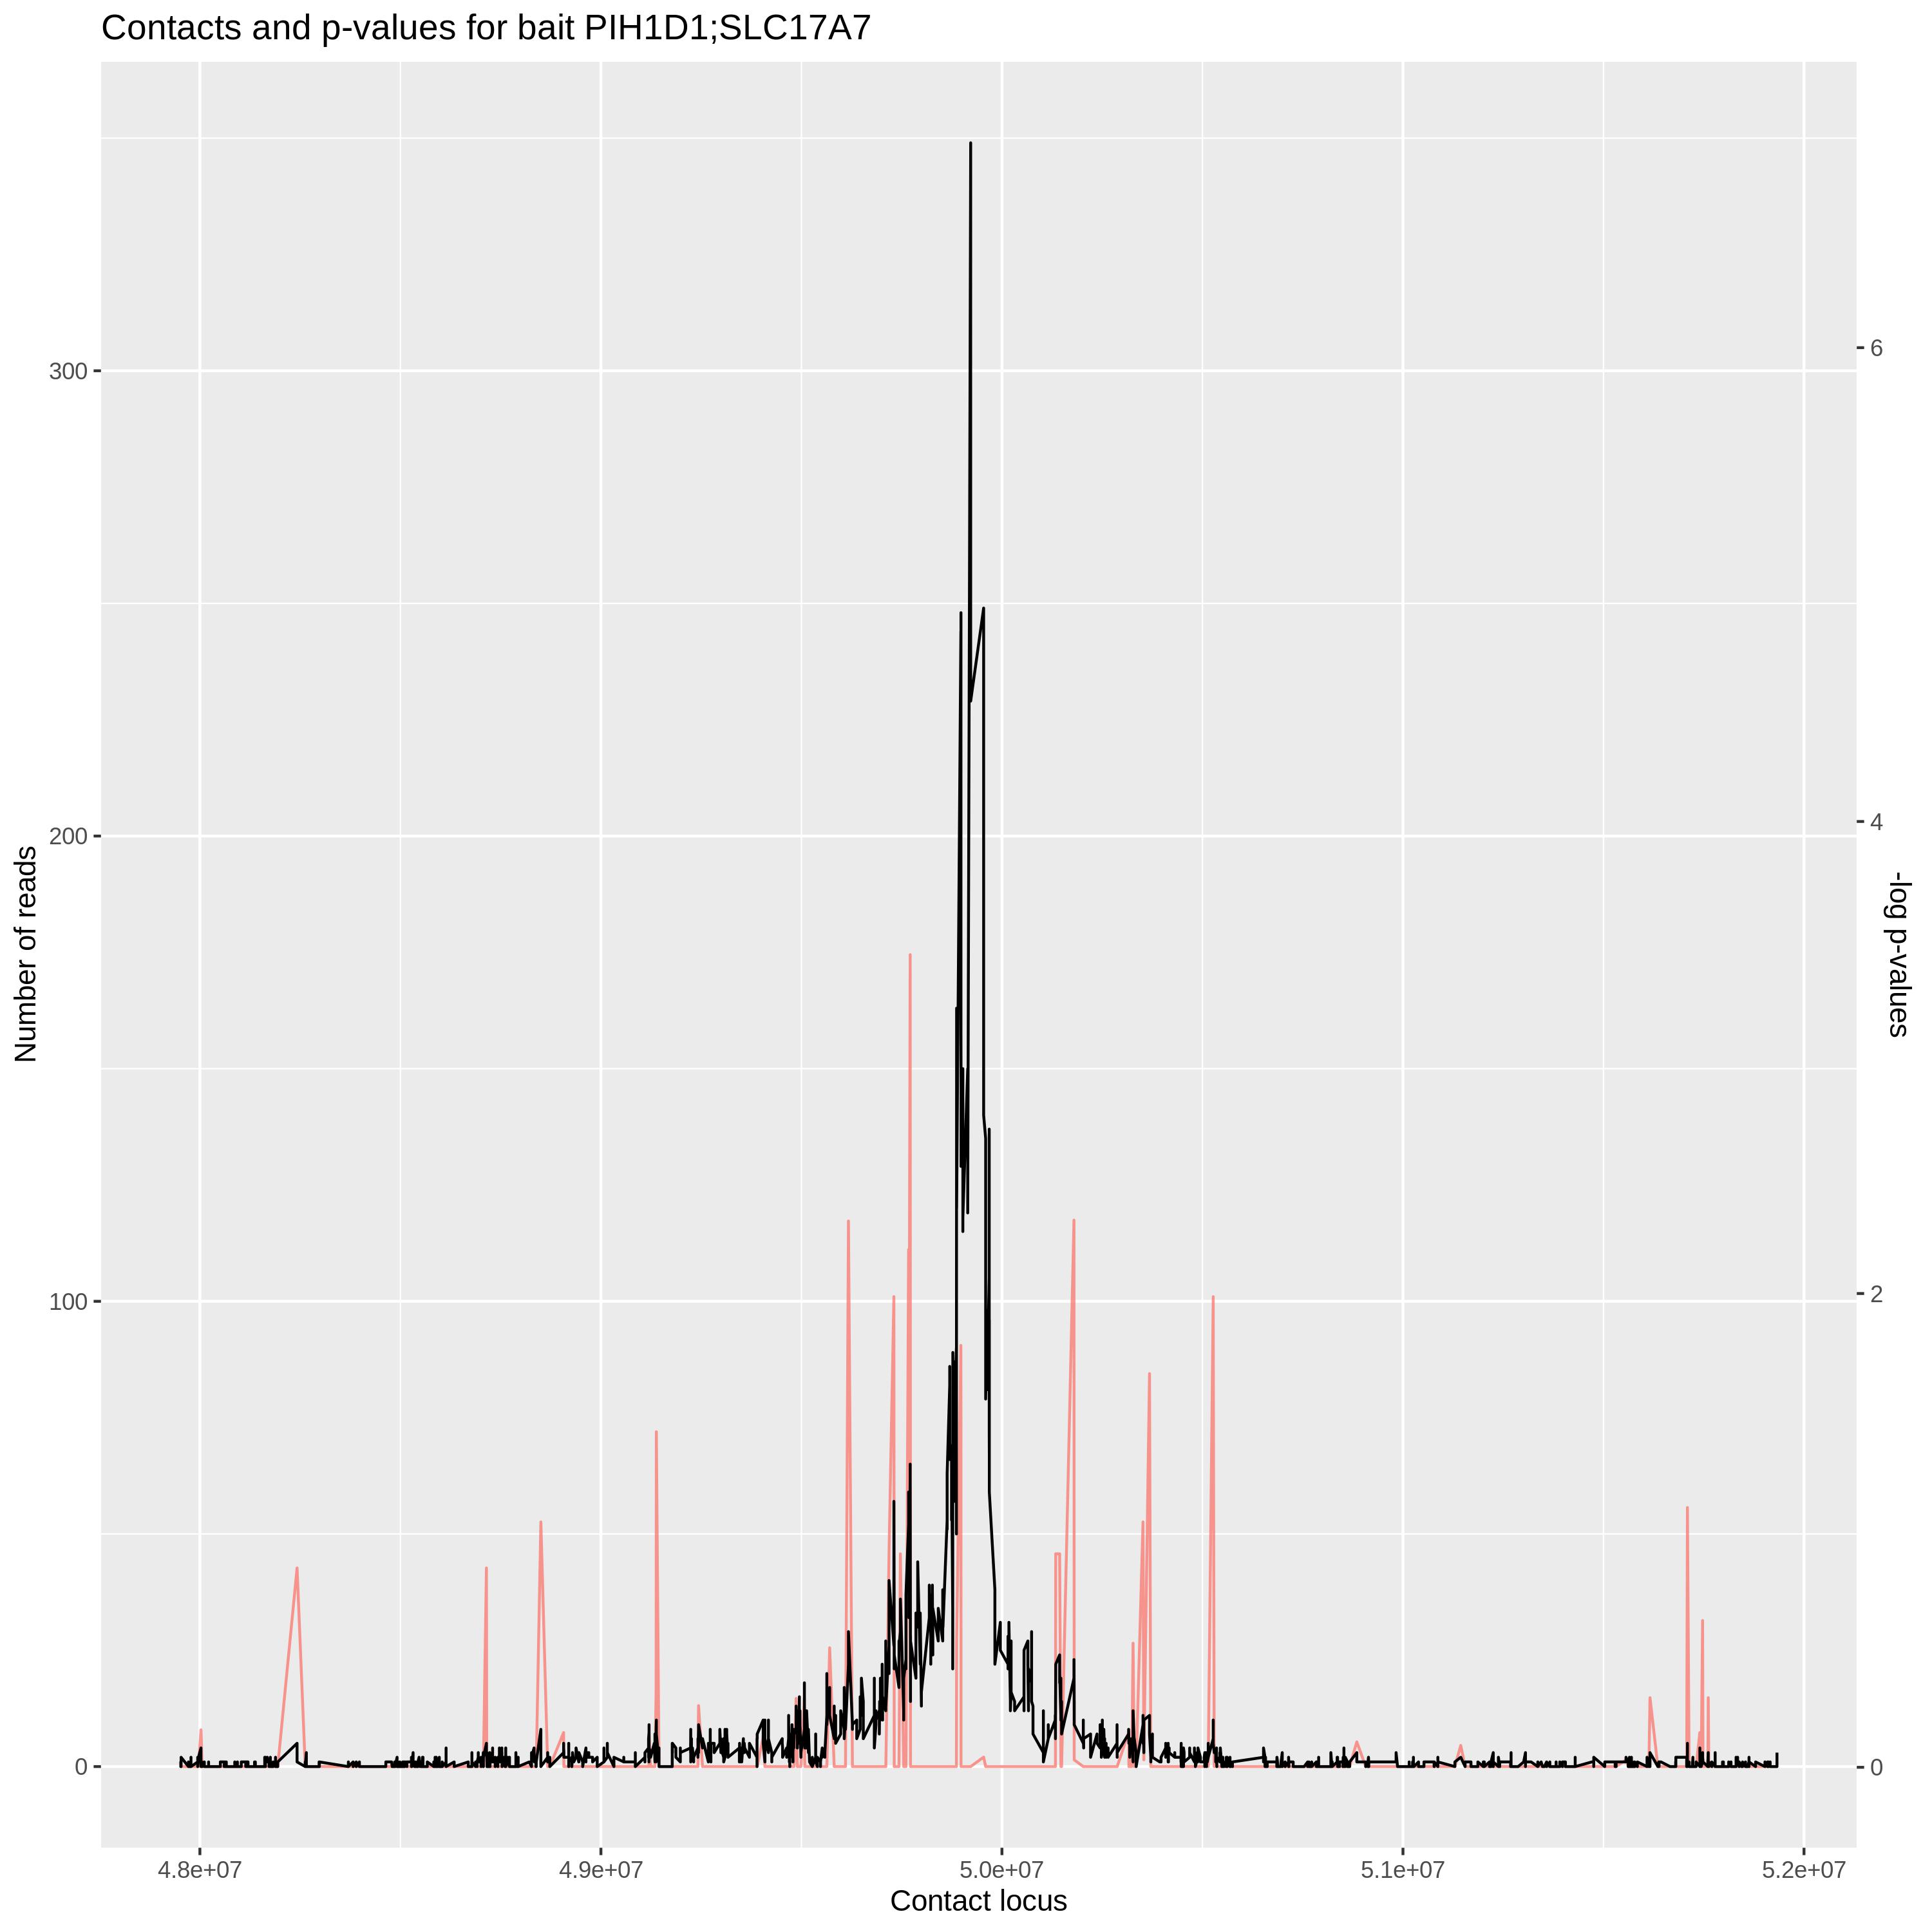 Contacts and p-values for bait PIH1D1;SLC17A7
Number of reads
300
200
100
0
-log p-values
6
4
2
0
4.8e+07
4.9e+07
5.0e+07
5.1e+07
5.2e+07
Contact locus